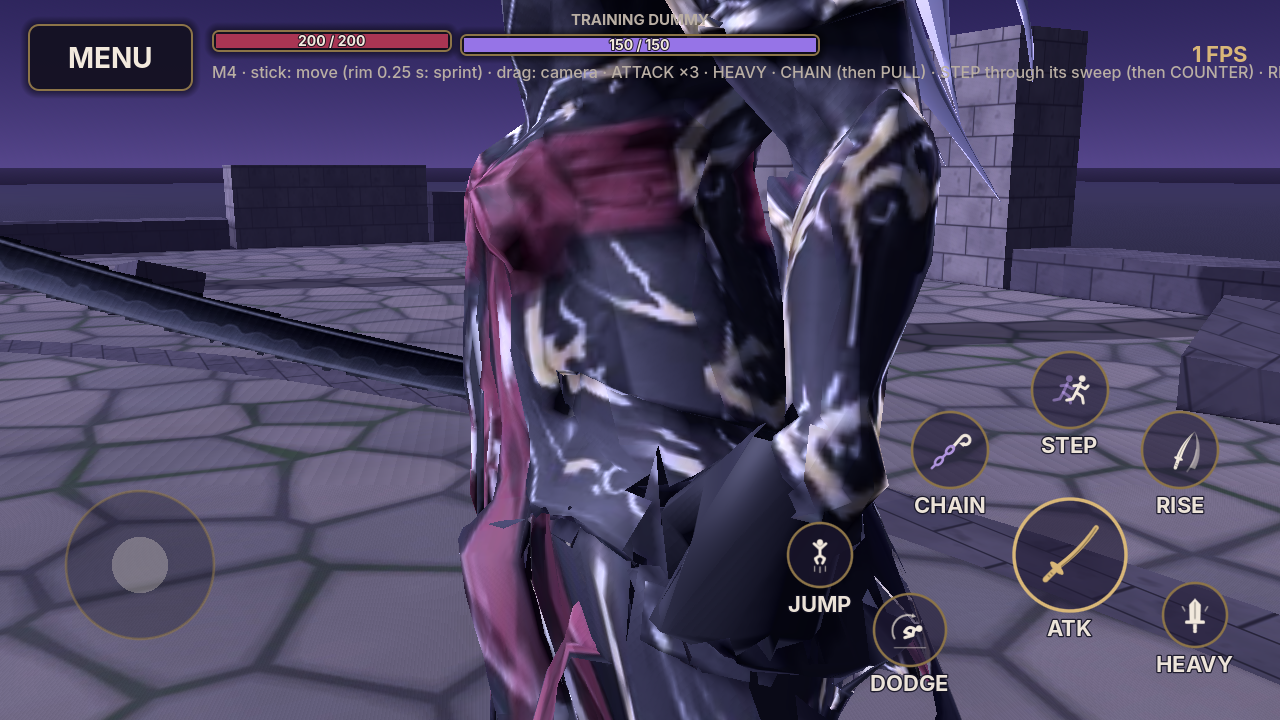 MENU
TRAINING DUMMY
200 / 200
150 / 150
1 FPS
M4 · stick: move (rim 0.25 s: sprint) · drag: camera · ATTACK ×3 · HEAVY · CHAIN (then PULL) · STEP through its sweep (then COUNTER) ·
STEP
CHAIN
RISE
JUMP
ATK
HEAVY
DODGE